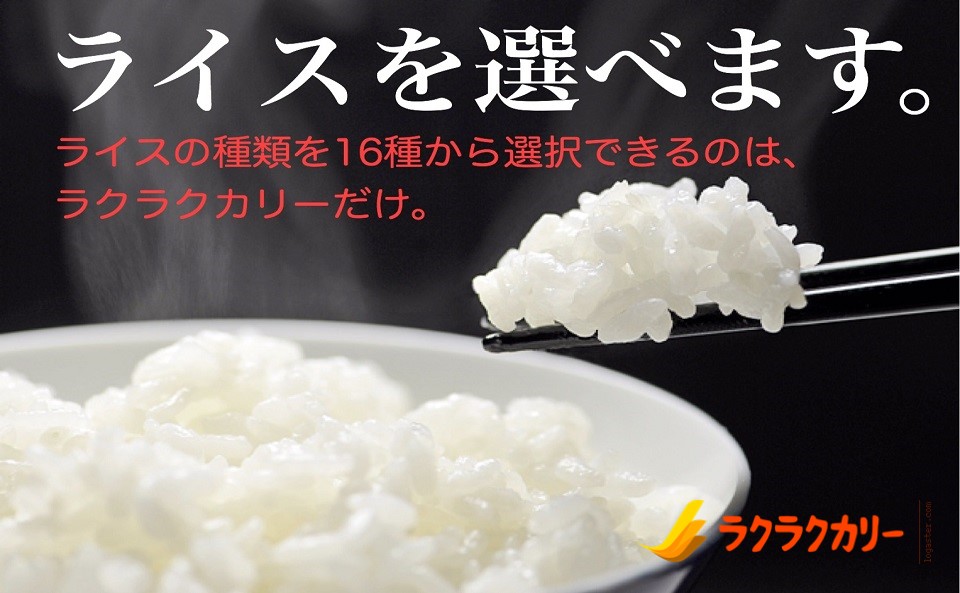 ライスを選べます。
ライスの種類を16種から選択できるのは、
ラクラクカリーだけ。
ラクラクカリー
logaster.com